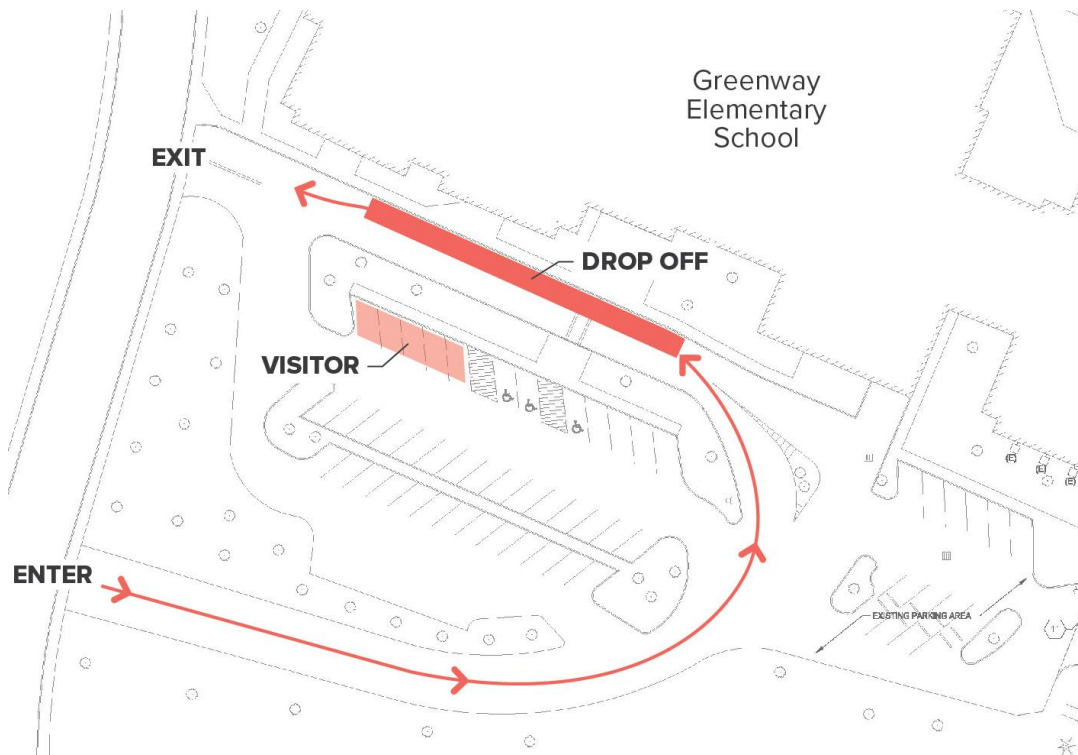 Greenway
Elementary
School
EXIT
DROP OFF
VISITOR
ENTER
EXISTING PARKING AREA